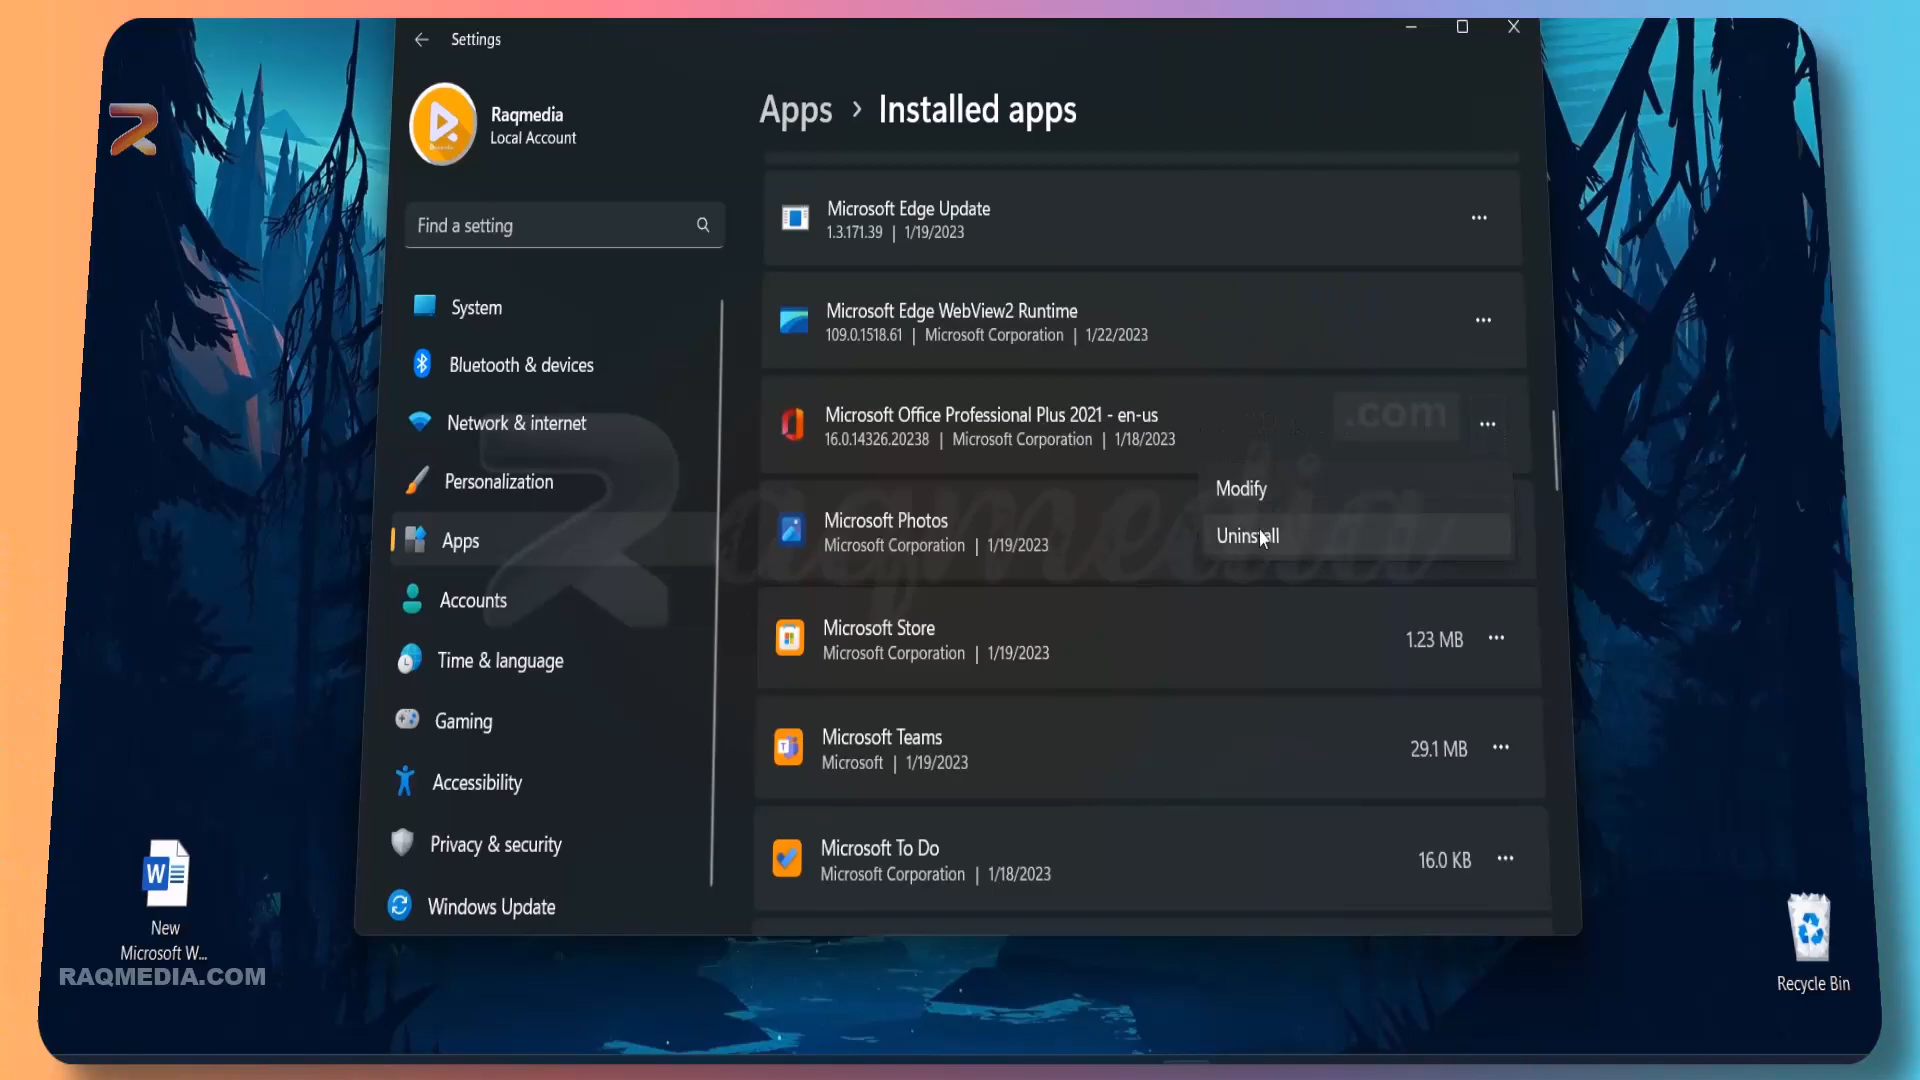 Settings
Raqmedia
Local Account
Find a setting
System
Bluetooth & devices
Network & internet
Personalization
Apps
Accounts
Time & language
Gaming
Accessibility
Privacy & security
Windows Update
Apps › Installed apps
Microsoft Edge Update
1.3.171.39 | 1/19/2023
Microsoft Edge WebView2 Runtime
109.0.1518.61 | Microsoft Corporation | 1/22/2023
Microsoft Office Professional Plus 2021 - en-us
16.0.14326.20238 | Microsoft Corporation | 1/18/2023
Modify
Uninstall
Microsoft Photos
Microsoft Corporation | 1/19/2023
Microsoft Store
Microsoft Corporation | 1/19/2023
1.23 MB
Microsoft Teams
Microsoft | 1/19/2023
29.1 MB
Microsoft To Do
Microsoft Corporation | 1/18/2023
16.0 KB
Raqmedia
.com
New
Microsoft W...
RAQMEDIA.COM
Recycle Bin